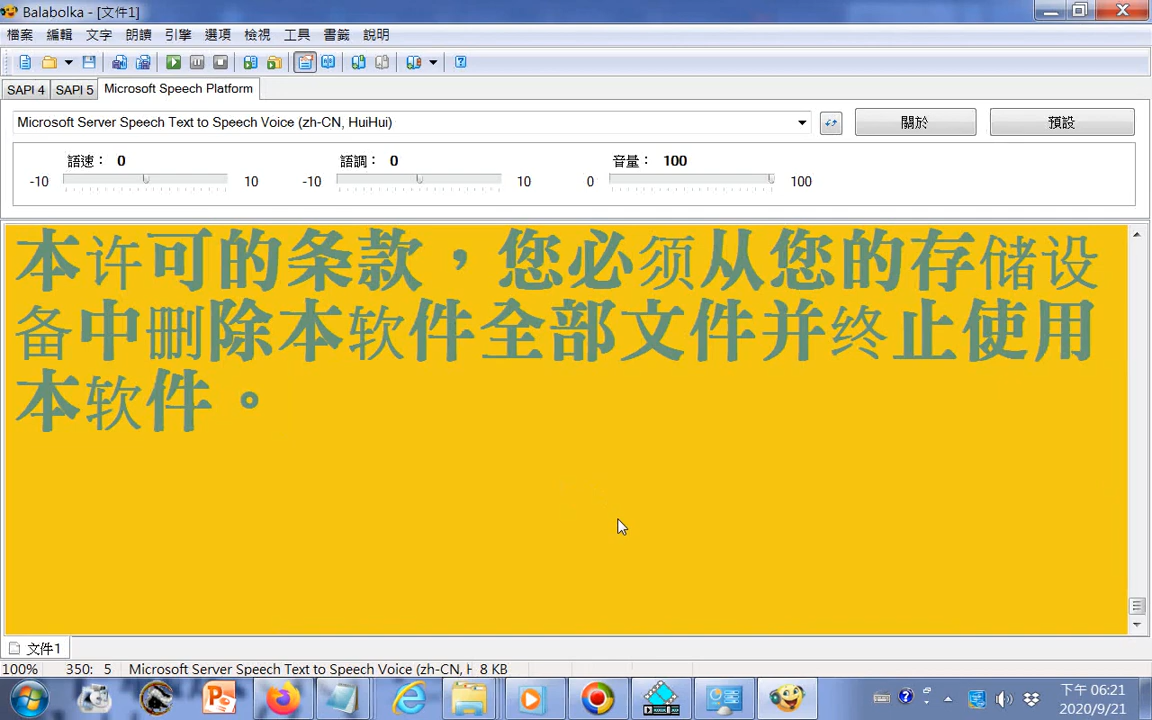 Balabolka - [文件1]
檔案 編輯 文字 朗讀 引擎 選項 檢視 工具 書籤 說明
SAPI 4 SAPI 5 Microsoft Speech Platform
Microsoft Server Speech Text to Speech Voice (zh-CN, HuiHui) 關於 預設
語速： 0 語調： 0 音量： 100
-10 10 -10 10 0 100
本许可的条款，您必须从您的存储设
备中删除本软件全部文件并终止使用
本软件。
文件1
100% 350: 5 Microsoft Server Speech Text to Speech Voice (zh-CN, H 8 KB
下午 06:21
2020/9/21